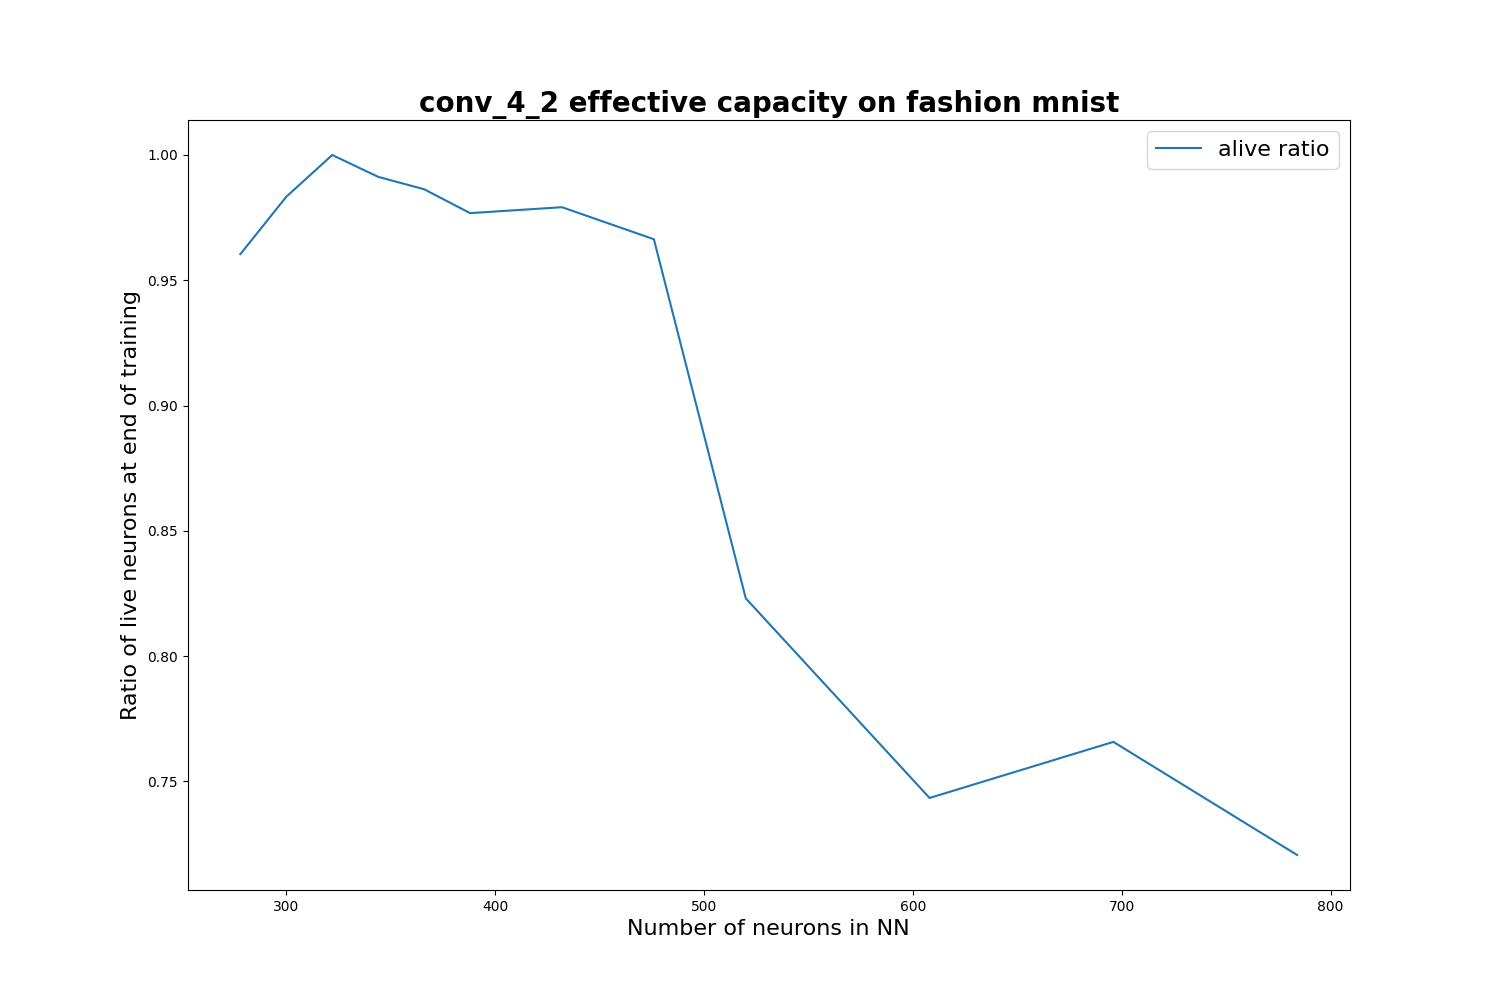 conv_4_2 effective capacity on fashion mnist
alive ratio
1.00
0.95
0.90
0.85
0.80
0.75
Ratio of live neurons at end of training
300 400 500 600 700 800
Number of neurons in NN